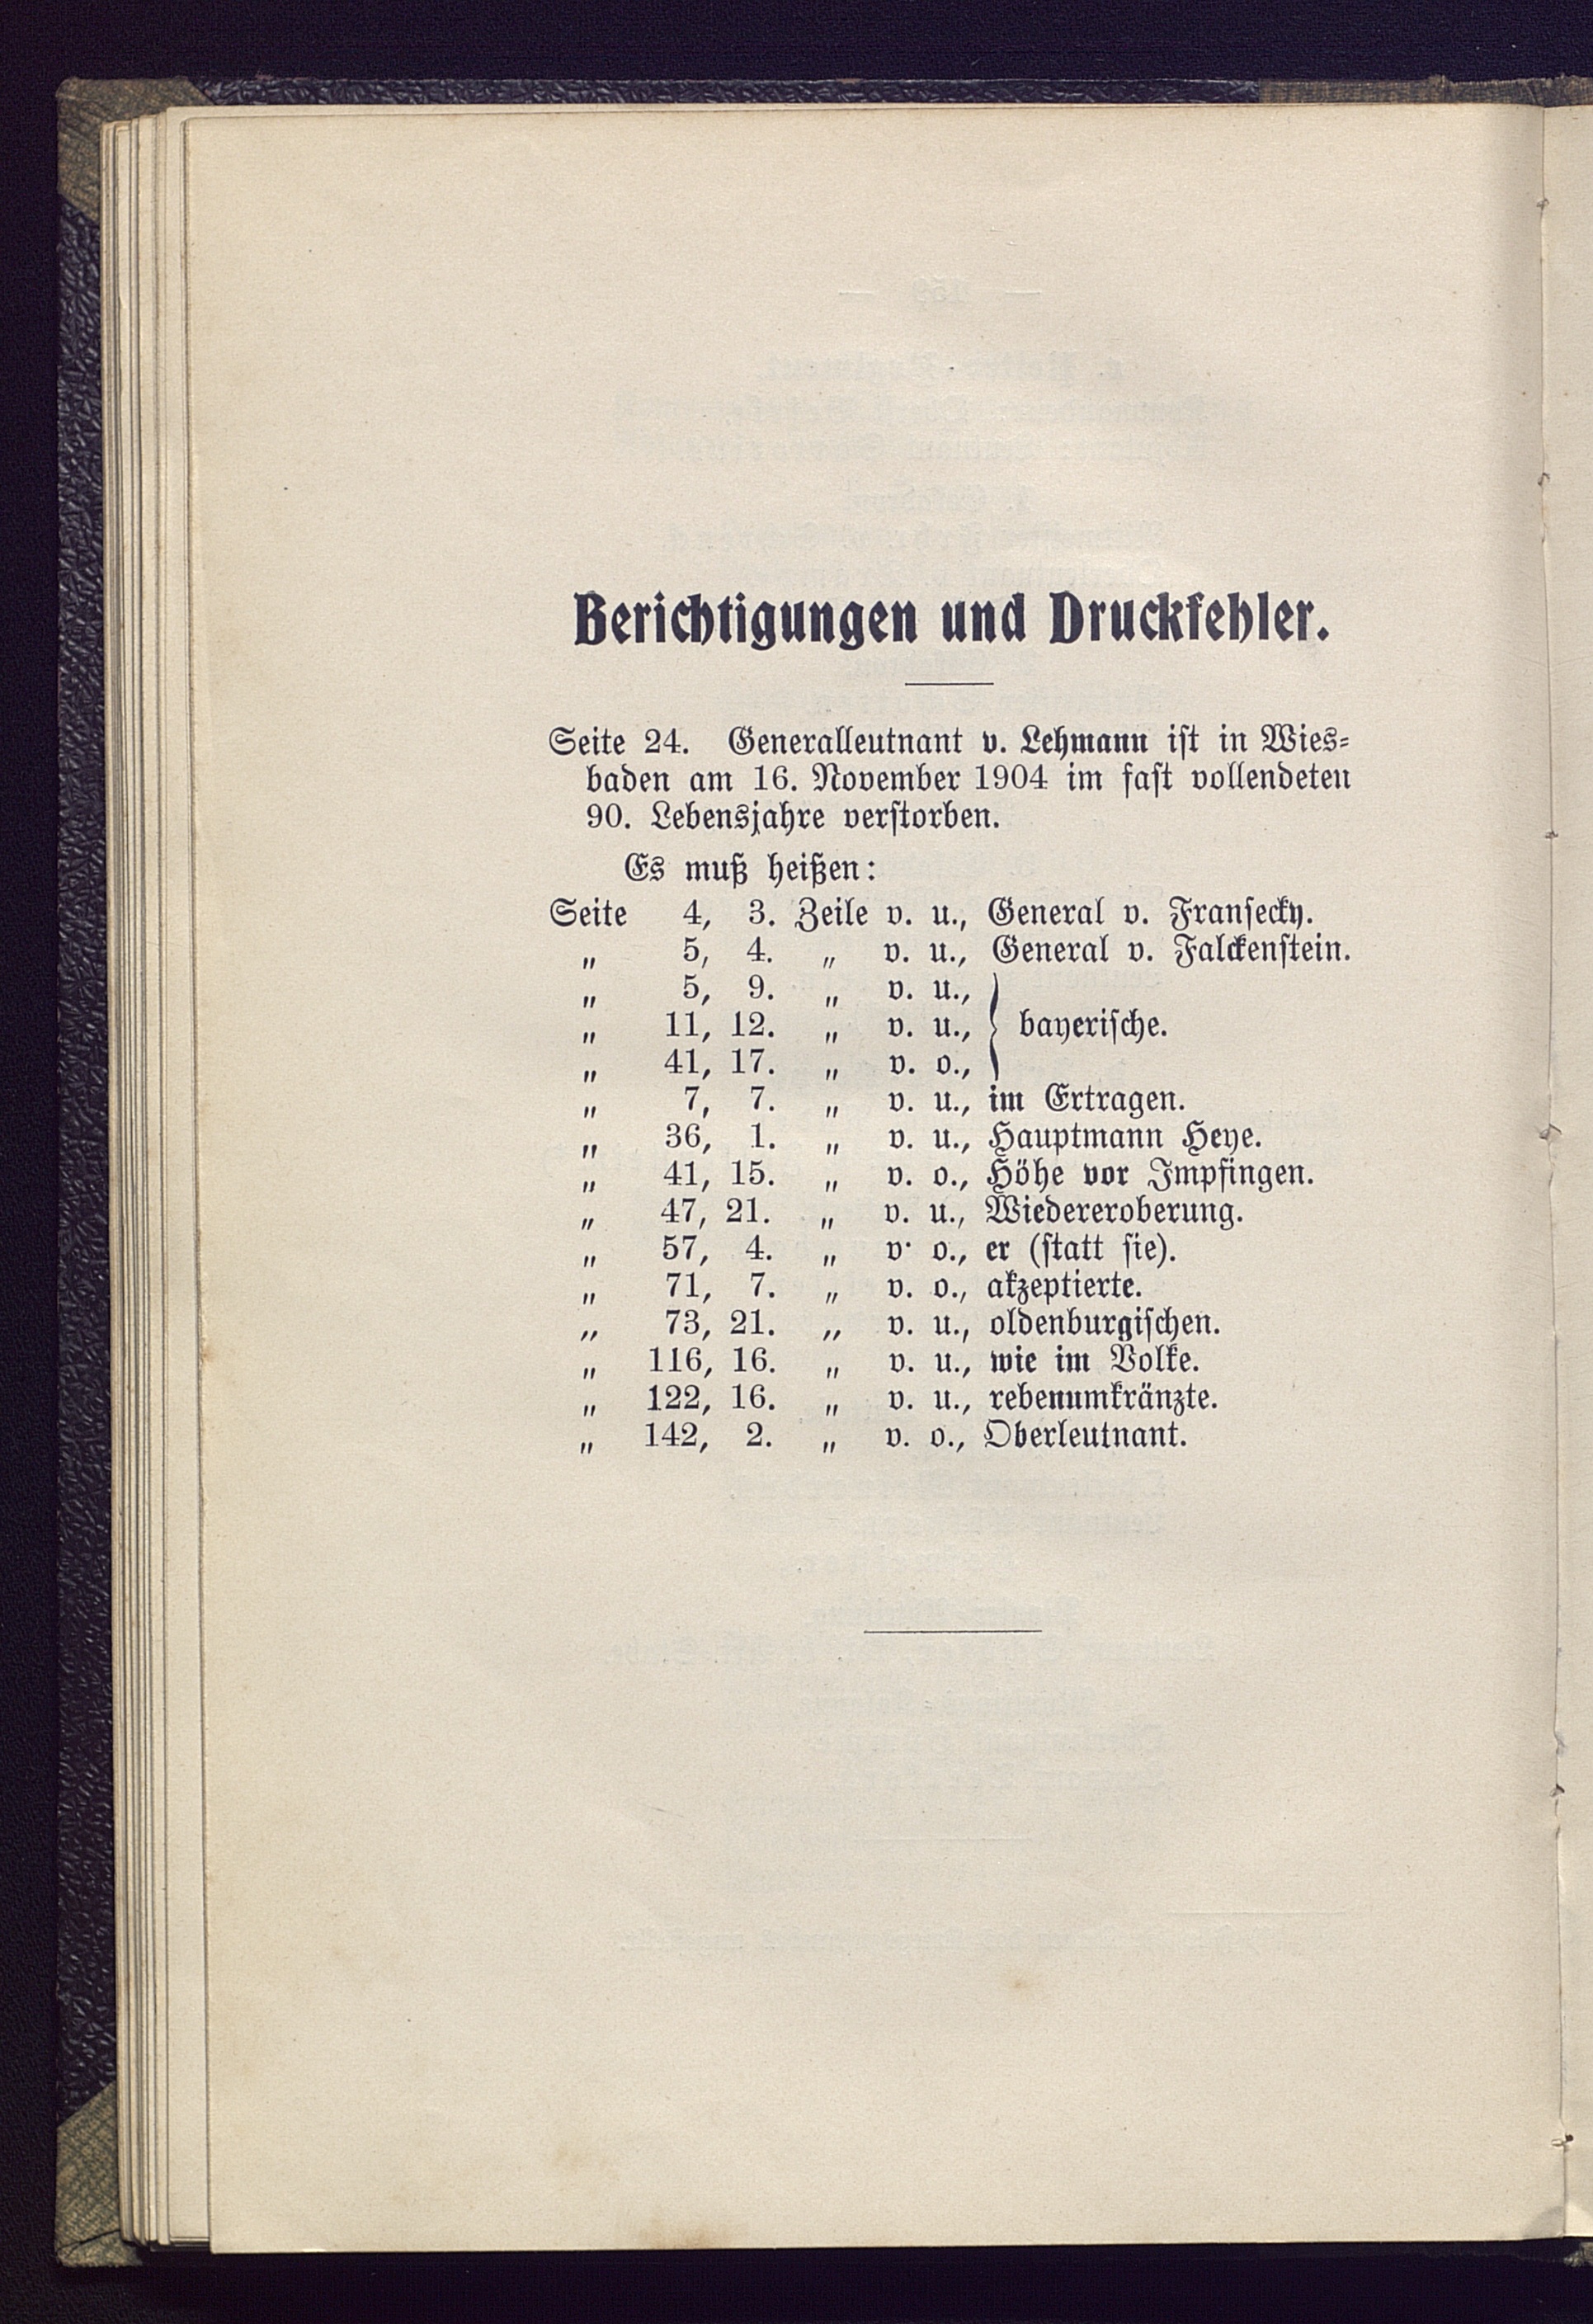 Berichtigungen und Druckfehler.
Seite 24. Generalleutnant v. Lehmann ist in Wies-
baden am 16. November 1904 im fast vollendeten
90. Lebensjahre verstorben.
Es muß heißen:
Seite 4, 3. Zeile v. u., General v. Fransecky.
„ 5, 4. „ v. u., General v. Falckenstein.
„ 5, 9. „ v. u.,
„ 11, 12. „ v. u., } bayerische.
„ 41, 17. „ v. o.,
„ 7, 7. „ v. u., im Ertragen.
„ 36, 1. „ v. u., Hauptmann Heye.
„ 41, 15. „ v. o., Höhe vor Impfingen.
„ 47, 21. „ v. u., Wiedereroberung.
„ 57, 4. „ v. o., er (statt sie).
„ 71, 7. „ v. o., akzeptierte.
„ 73, 21. „ v. u., oldenburgischen.
„ 116, 16. „ v. u., wie im Volke.
„ 122, 16. „ v. u., rebenumkränzte.
„ 142, 2. „ v. o., Oberleutnant.